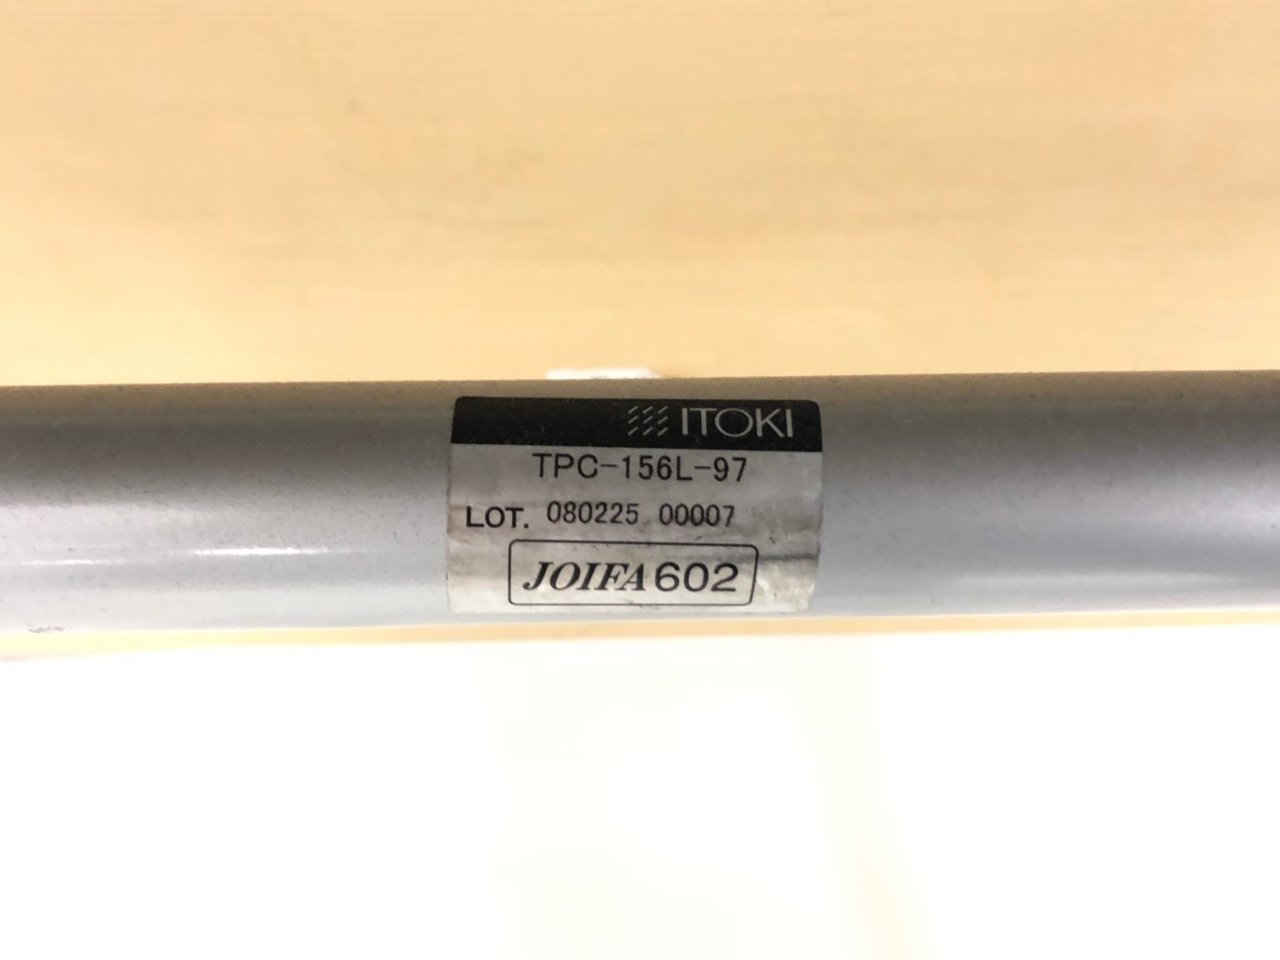 ITOKI
TPC-156L-97
LOT. 080225 00007
JOIFA602